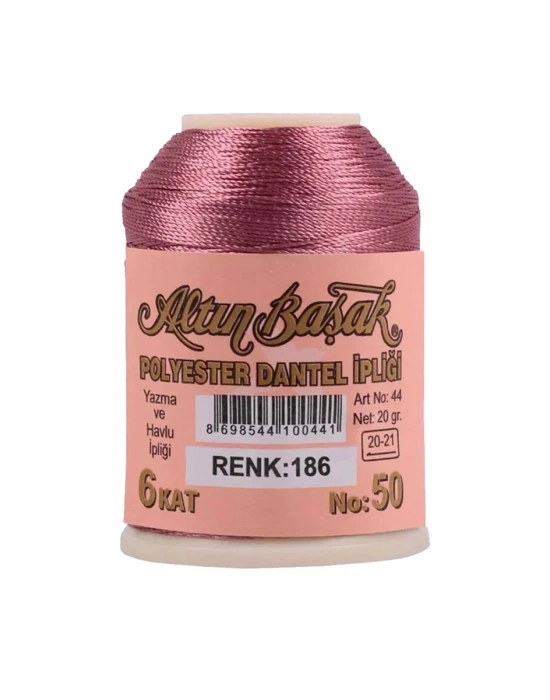 Altın Başak®
POLYESTER DANTEL İPLİĞİ
Yazma
ve
Havlu
İpliği
8 698544 100441
Art No: 44
Net: 20 gr.
20-21
RENK:186
6 KAT
No: 50